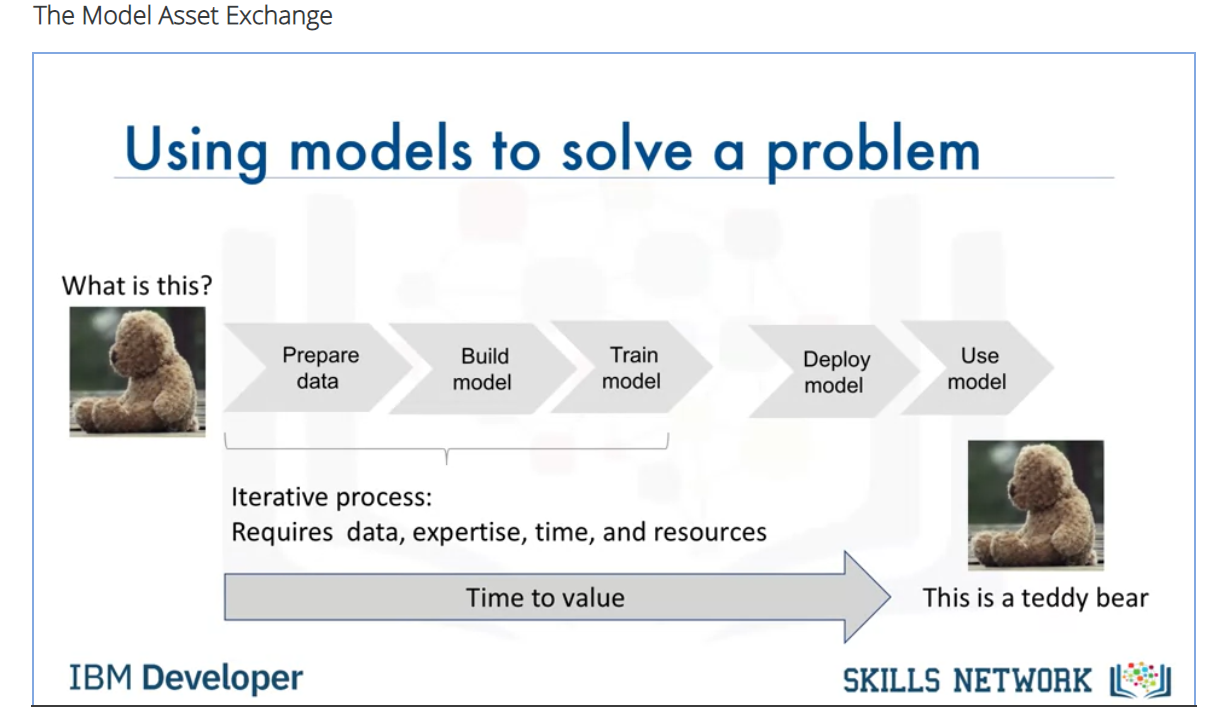 The Model Asset Exchange
Using models to solve a problem
What is this?
Prepare
data
Build
model
Train
model
Deploy
model
Use
model
Iterative process:
Requires data, expertise, time, and resources
Time to value
This is a teddy bear
IBM Developer
SKILLS NETWORK